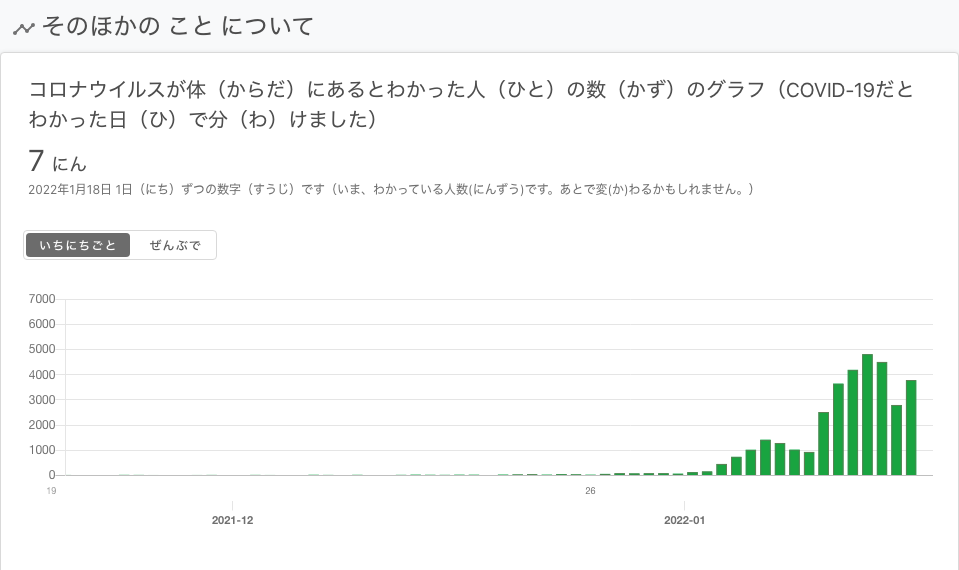 そのほかの こと について
コロナウイルスが体（からだ）にあるとわかった人（ひと）の数（かず）のグラフ（COVID-19だと
わかった日（ひ）で分（わ）けました）
7 にん
2022年1月18日 1日（にち）ずつの数字（すうじ）です（いま、わかっている人数(にんずう)です。あとで変(か)わるかもしれません。）
いちにちごと ぜんぶで
7000
6000
5000
4000
3000
2000
1000
0
19 26
2021-12 2022-01